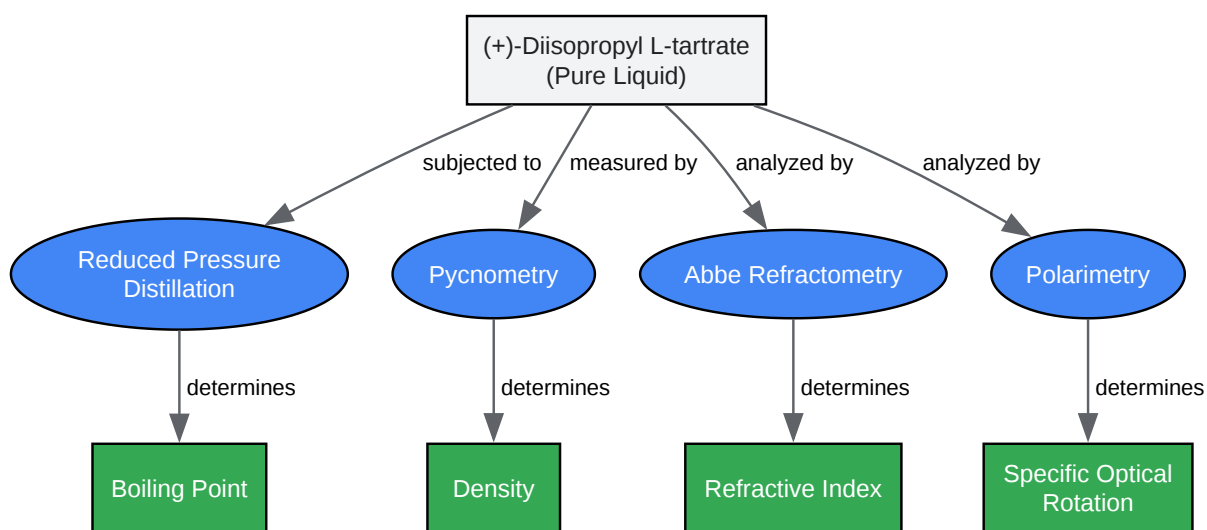 (+)-Diisopropyl L-tartrate
(Pure Liquid)
subjected to
measured by
analyzed by
analyzed by
Reduced Pressure
Distillation
Pycnometry
Abbe Refractometry
Polarimetry
determines
determines
determines
determines
Boiling Point
Density
Refractive Index
Specific Optical
Rotation